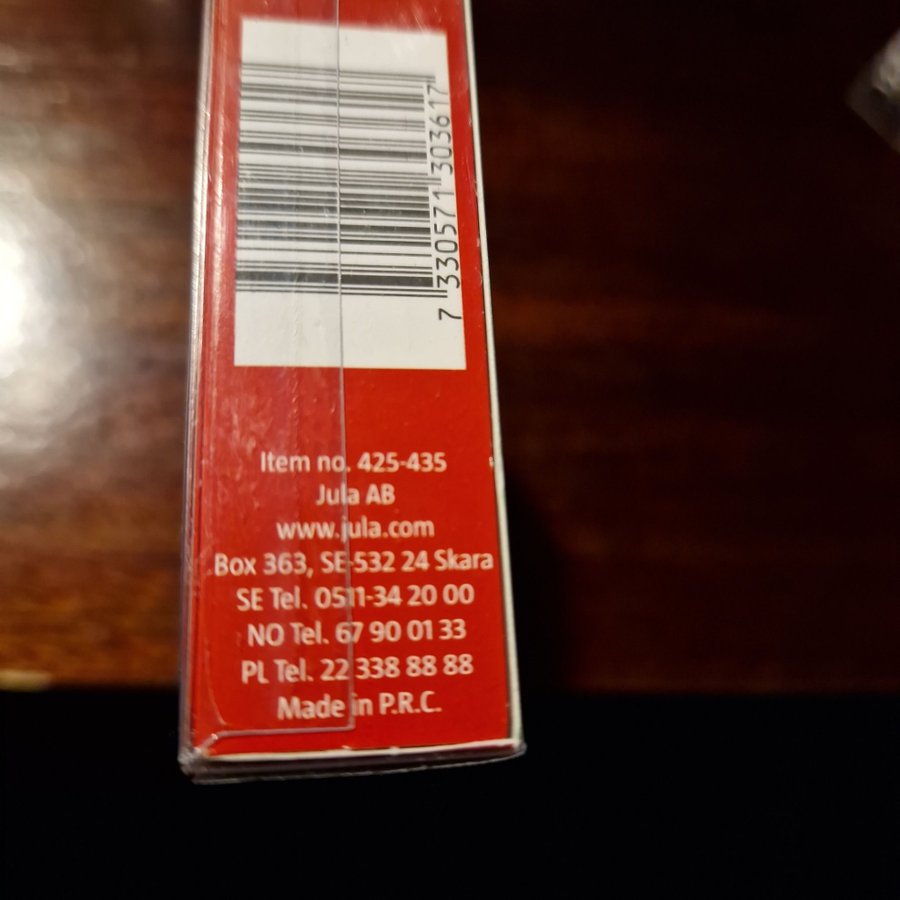 7 330571 303617
Item no. 425-435
Jula AB
www.jula.com
Box 363, SE-532 24 Skara
SE Tel. 0511-34 20 00
NO Tel. 67 90 01 33
PL Tel. 22 338 88 88
Made in P.R.C.